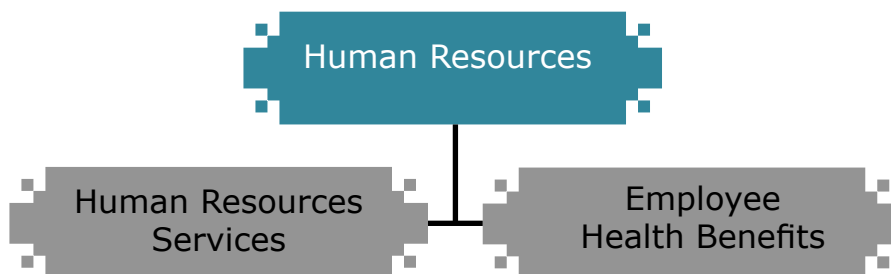 Human Resources
Human Resources
Services
Employee
Health Benefits